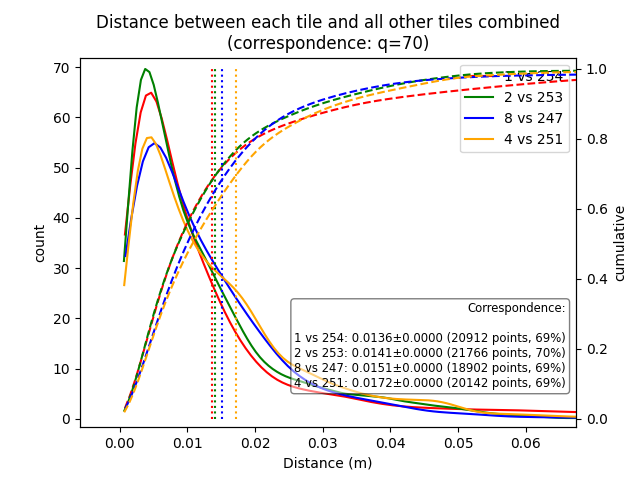 Distance between each tile and all other tiles combined
(correspondence: q=70)
1 vs 254
2 vs 253
8 vs 247
4 vs 251
Correspondence:
1 vs 254: 0.0136±0.0000 (20912 points, 69%)
2 vs 253: 0.0141±0.0000 (21766 points, 70%)
8 vs 247: 0.0151±0.0000 (18902 points, 69%)
4 vs 251: 0.0172±0.0000 (20142 points, 69%)
count
70
60
50
40
30
20
10
0
cumulative
1.0
0.8
0.6
0.4
0.2
0.0
0.00 0.01 0.02 0.03 0.04 0.05 0.06
Distance (m)